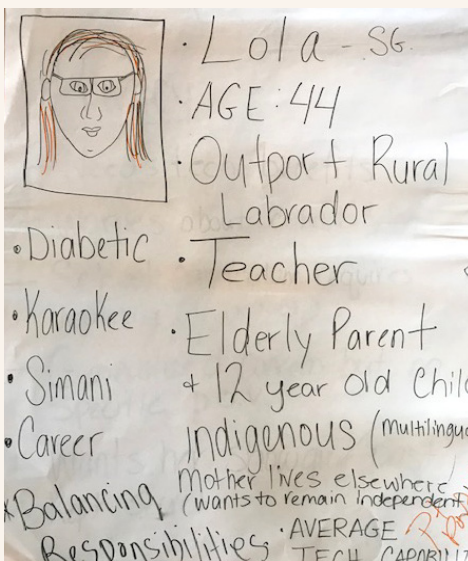 • Lola - SG.
• AGE: 44
• Outport Rural
Labrador
• Teacher
• Elderly Parent
+ 12 year old Child
Indigenous (multilingual
Mother lives elsewhere
(wants to remain independent)
• AVERAGE
TECH CAPABILIT
• Diabetic
• Karaokee
• Simani
• Career
* Balancing
Responsibilities